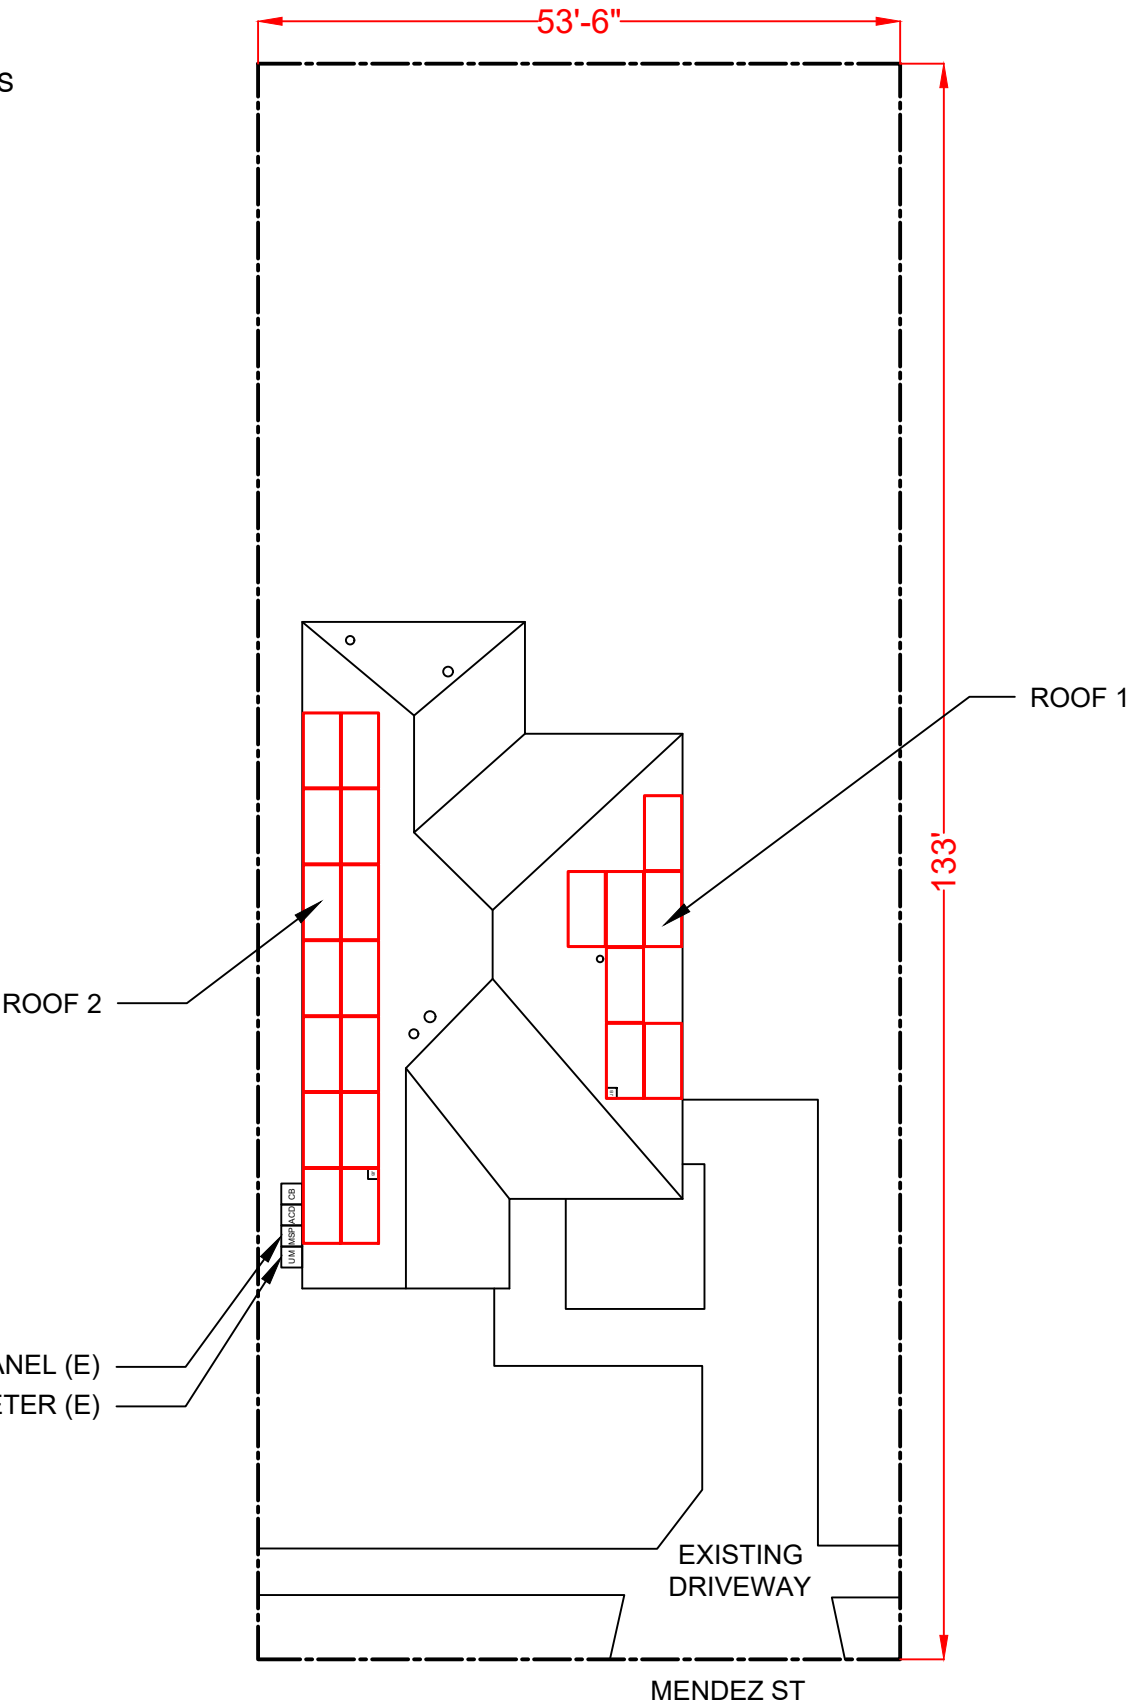 53'-6"
S
ROOF 1
133'
ROOF 2
CB
ACD
MSP
UM
ANEL (E)
ETER (E)
EXISTING
DRIVEWAY
MENDEZ ST